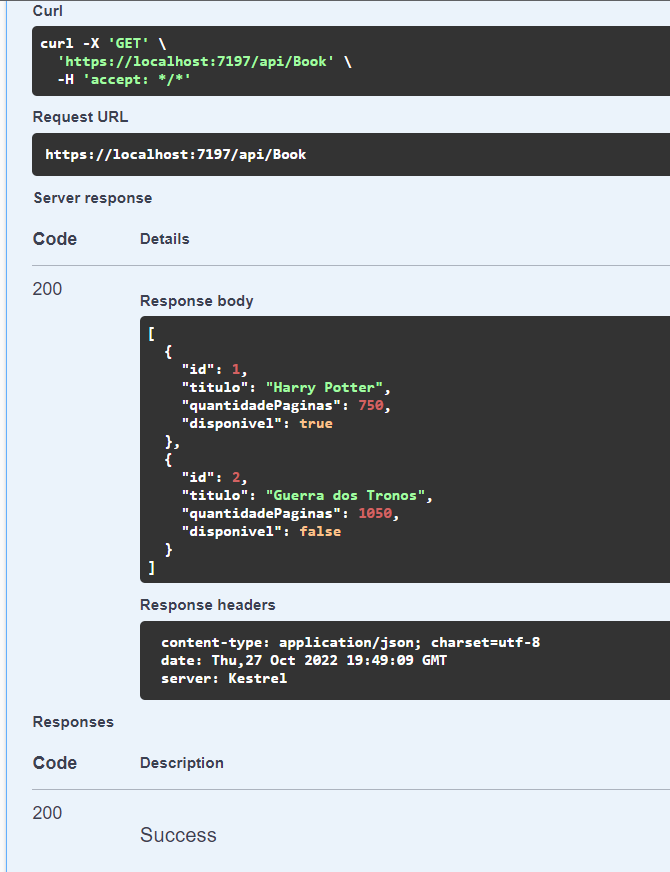 Curl
curl -X 'GET' \
  'https://localhost:7197/api/Book' \
  -H 'accept: */*'
Request URL
https://localhost:7197/api/Book
Server response
Code Details
200
Response body
[
  {
    "id": 1,
    "titulo": "Harry Potter",
    "quantidadePaginas": 750,
    "disponivel": true
  },
  {
    "id": 2,
    "titulo": "Guerra dos Tronos",
    "quantidadePaginas": 1050,
    "disponivel": false
  }
]
Response headers
content-type: application/json; charset=utf-8
date: Thu,27 Oct 2022 19:49:09 GMT
server: Kestrel
Responses
Code Description
200
Success